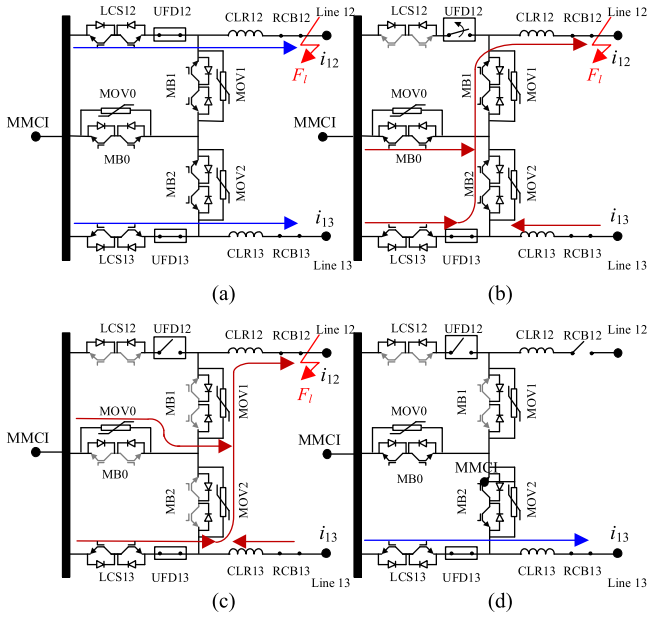 LCS12 UFD12 CLR12 RCB12 Line 12
i12
Fl
MB1
MOV1
MOV0
MMCI
MB0
MB2
MOV2
i13
LCS13 UFD13 CLR13 RCB13
Line 13
(a)
LCS12 UFD12 CLR12 RCB12 Line 12
i12
Fl
MB1
MOV1
MOV0
MMCI
MB0
MB2
MOV2
i13
LCS13 UFD13 CLR13 RCB13
Line 13
(b)
LCS12 UFD12 CLR12 RCB12 Line 12
i12
Fl
MB1
MOV1
MOV0
MMCI
MB0
MB2
MOV2
i13
LCS13 UFD13 CLR13 RCB13
Line 13
(c)
LCS12 UFD12 CLR12 RCB12 Line 12
i12
MB1
MOV1
MOV0
MMCI
MB0
MMCI
MB2
MOV2
i13
LCS13 UFD13 CLR13 RCB13
Line 13
(d)